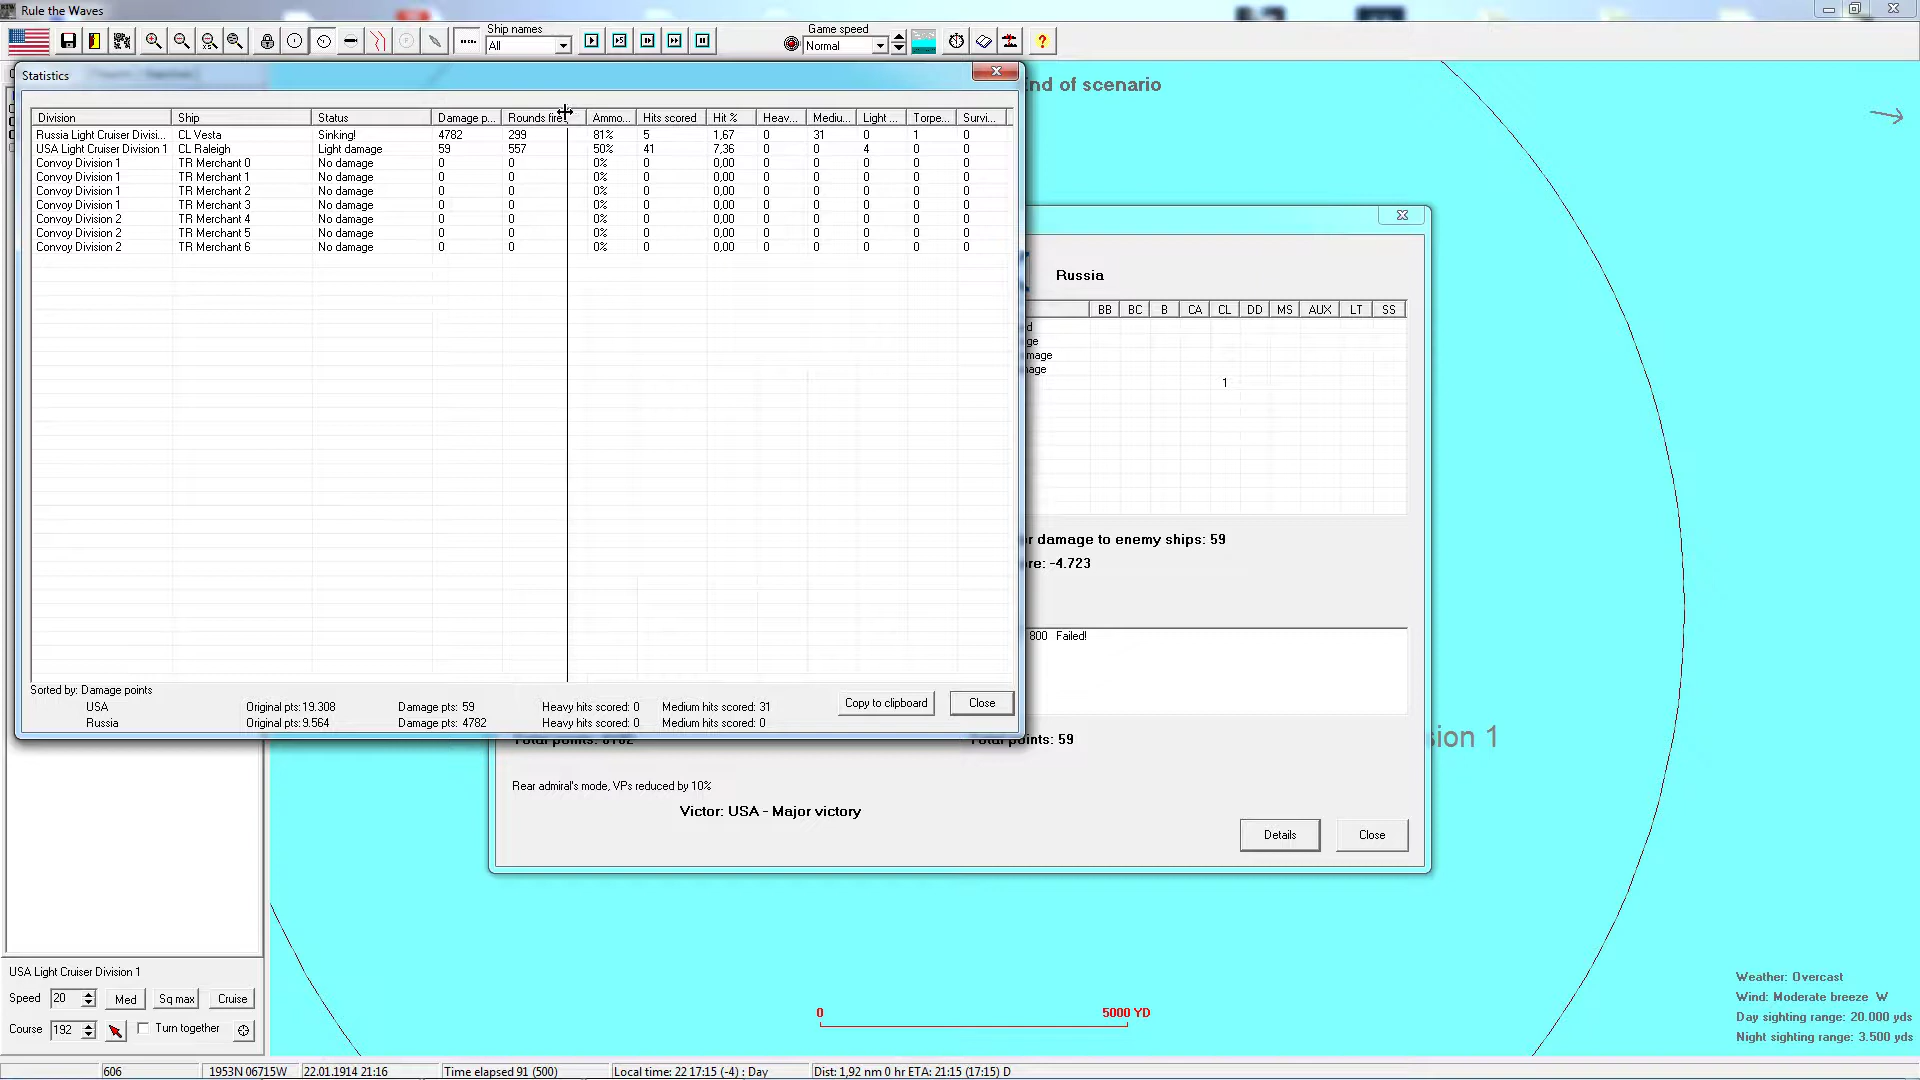 Rule the Waves
Ship names
All
Game speed
Normal
?
Statistics
End of scenario
Division Ship Status Damage p... Rounds fire Ammo... Hits scored Hit % Heav... Mediu... Light ... Torpe... Survi...
Russia Light Cruiser Divisi... CL Vesta Sinking! 4782 299 81% 5 1,67 0 31 0 1 0
USA Light Cruiser Division 1 CL Raleigh Light damage 59 557 50% 41 7,36 0 0 4 0 0
Convoy Division 1 TR Merchant 0 No damage 0 0 0% 0 0,00 0 0 0 0 0
Convoy Division 1 TR Merchant 1 No damage 0 0 0% 0 0,00 0 0 0 0 0
Convoy Division 1 TR Merchant 2 No damage 0 0 0% 0 0,00 0 0 0 0 0
Convoy Division 1 TR Merchant 3 No damage 0 0 0% 0 0,00 0 0 0 0 0
Convoy Division 2 TR Merchant 4 No damage 0 0 0% 0 0,00 0 0 0 0 0
Convoy Division 2 TR Merchant 5 No damage 0 0 0% 0 0,00 0 0 0 0 0
Convoy Division 2 TR Merchant 6 No damage 0 0 0% 0 0,00 0 0 0 0 0
Russia
BB BC B CA CL DD MS AUX LT SS
d
ge
mage
nage
1
r damage to enemy ships: 59
re: -4.723
800 Failed!
Sorted by: Damage points
USA Original pts:19.308 Damage pts: 59 Heavy hits scored: 0 Medium hits scored: 31
Russia Original pts:9.564 Damage pts: 4782 Heavy hits scored: 0 Medium hits scored: 0
Copy to clipboard
Close
Total points: 59
sion 1
Rear admiral's mode, VPs reduced by 10%
Victor: USA - Major victory
Details
Close
USA Light Cruiser Division 1
Speed 20 Med Sq max Cruise
Course 192 Turn together
0 5000 YD
Weather: Overcast
Wind: Moderate breeze W
Day sighting range: 20.000 yds
Night sighting range: 3.500 yds
606 1953N 06715W 22.01.1914 21:16 Time elapsed 91 (500) Local time: 22 17:15 (-4) : Day Dist: 1,92 nm 0 hr ETA: 21:15 (17:15) D